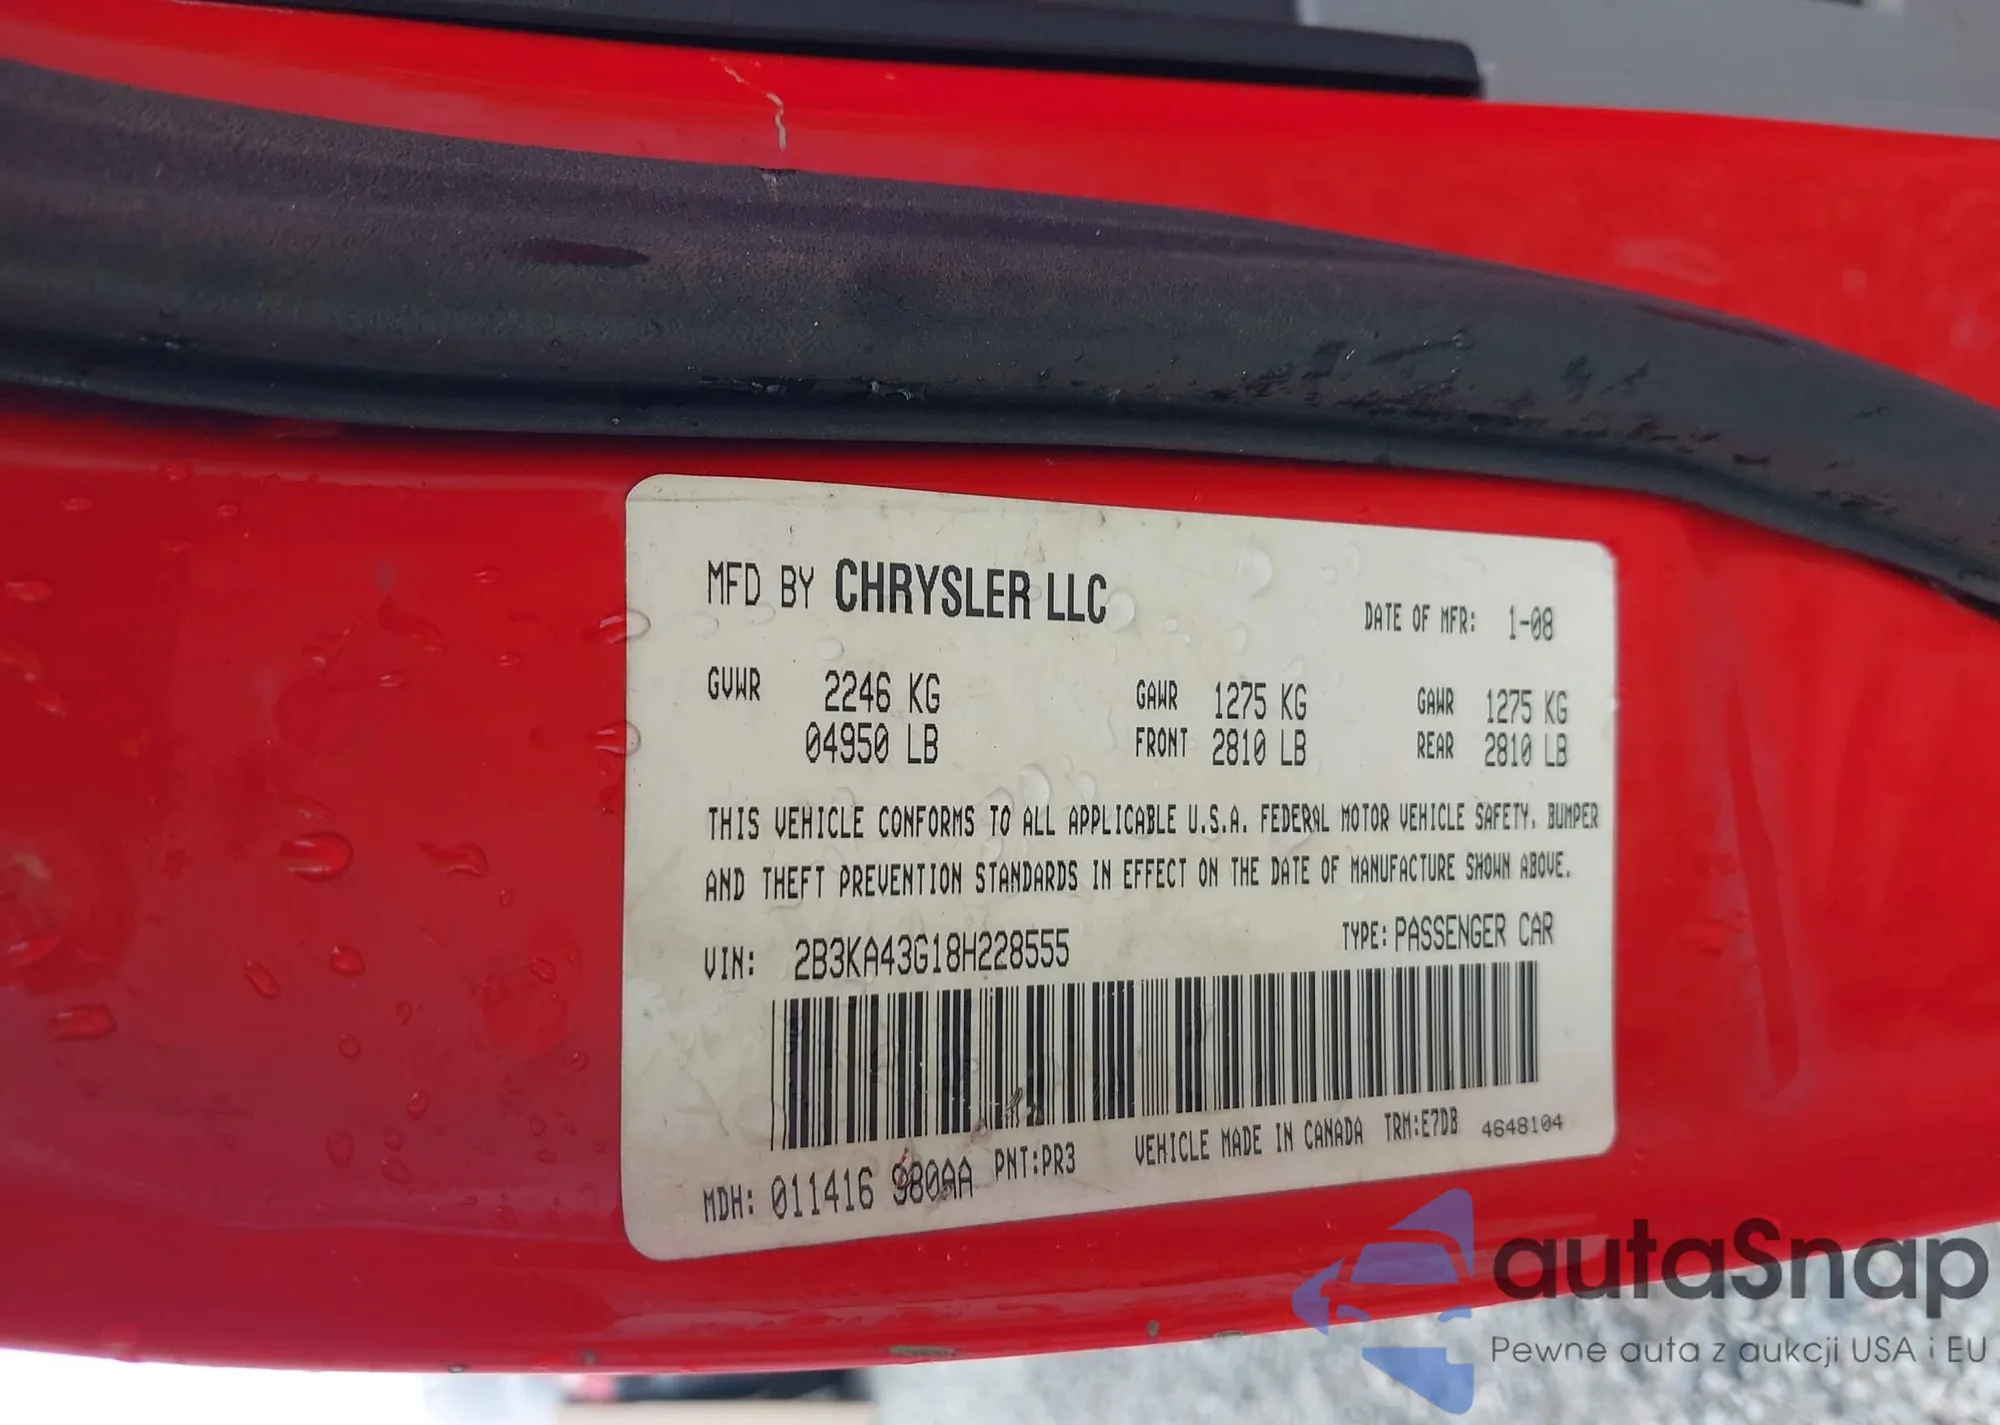 MFD BY CHRYSLER LLC
DATE OF MFR: 1-08
GVWR 2246 KG
04950 LB
GAWR 1275 KG
FRONT 2810 LB
GAWR 1275 KG
REAR 2810 LB
THIS VEHICLE CONFORMS TO ALL APPLICABLE U.S.A. FEDERAL MOTOR VEHICLE SAFETY, BUMPER
AND THEFT PREVENTION STANDARDS IN EFFECT ON THE DATE OF MANUFACTURE SHOWN ABOVE.
VIN: 2B3KA43G18H228555
TYPE: PASSENGER CAR
MDH: 011416 980AA PNT:PR3 VEHICLE MADE IN CANADA TRM:E7DB 4648104
autaSnap
Pewne auta z aukcji USA i EU